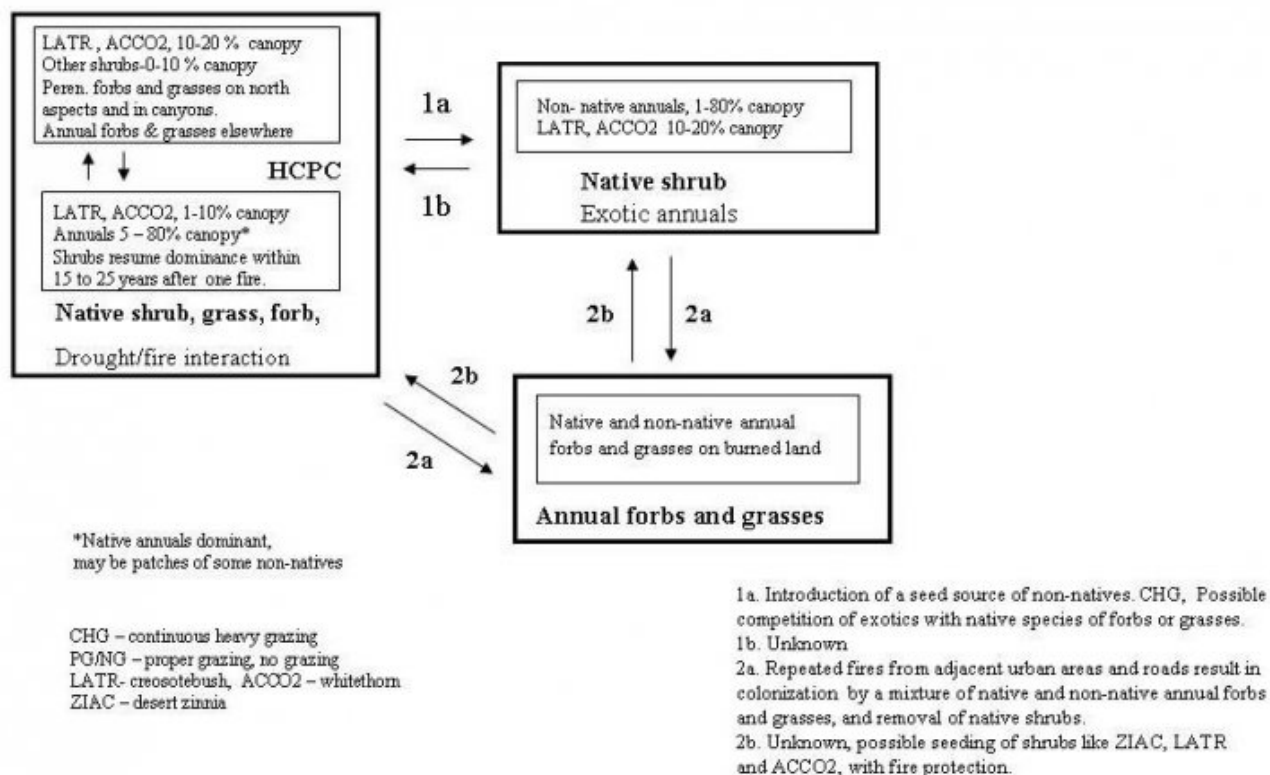 LATR , ACCO2, 10-20 % canopy
Other shrubs-0-10 % canopy
Peren. forbs and grasses on north
aspects and in canyons.
Annual forbs & grasses elsewhere
HCPC
LATR, ACCO2, 1-10% canopy
Annuals 5 – 80% canopy*
Shrubs resume dominance within
15 to 25 years after one fire.
Native shrub, grass, forb,
Drought/fire interaction
1a
1b
Non- native annuals, 1-80% canopy
LATR, ACCO2 10-20% canopy
Native shrub
Exotic annuals
2b
2a
2b
2a
Native and non-native annual
forbs and grasses on burned land
Annual forbs and grasses
*Native annuals dominant,
may be patches of some non-natives
CHG – continuous heavy grazing
PG/NG – proper grazing, no grazing
LATR- creosotebush, ACCO2 – whitethorn
ZIAC – desert zinnia
1a. Introduction of a seed source of non-natives. CHG, Possible
competition of exotics with native species of forbs or grasses.
1b. Unknown
2a. Repeated fires from adjacent urban areas and roads result in
colonization by a mixture of native and non-native annual forbs
and grasses, and removal of native shrubs.
2b. Unknown, possible seeding of shrubs like ZIAC, LATR
and ACCO2, with fire protection.